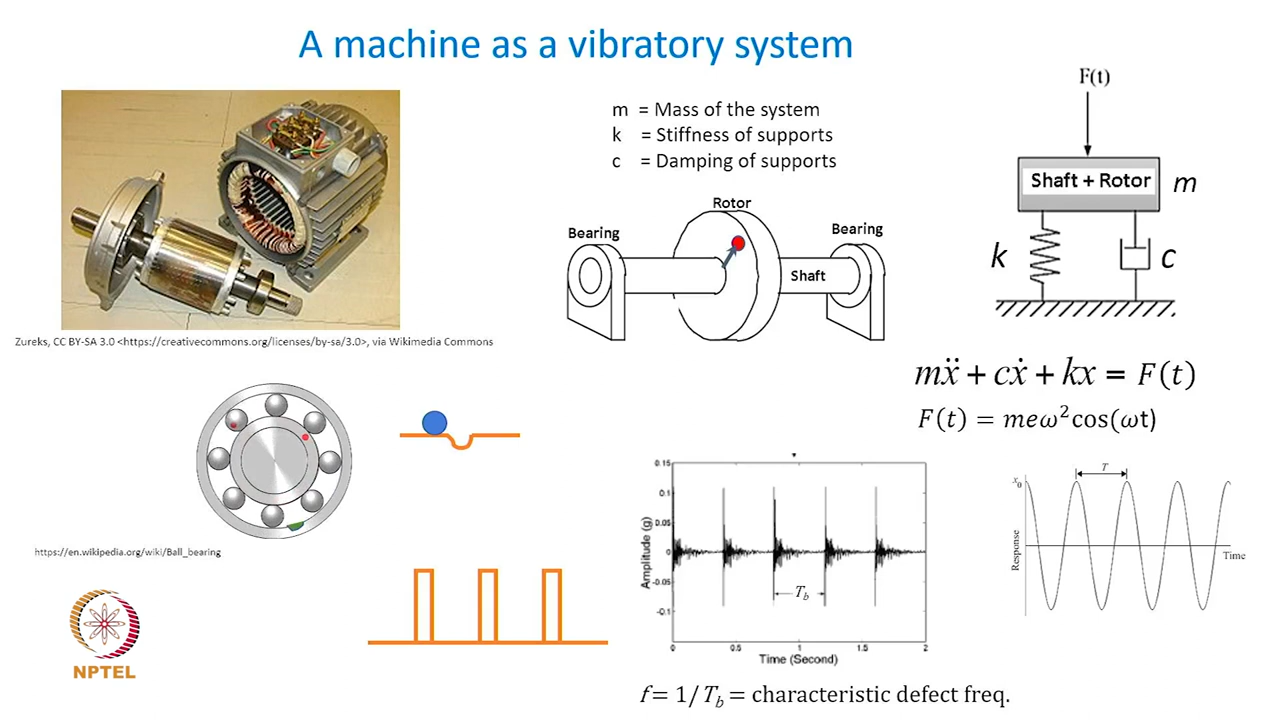 A machine as a vibratory system
m = Mass of the system
k = Stiffness of supports
c = Damping of supports
F(t)
Shaft + Rotor
m
k
c
Rotor
Bearing
Bearing
Shaft
Zureks, CC BY-SA 3.0 <https://creativecommons.org/licenses/by-sa/3.0>, via Wikimedia Commons
mẍ + cẋ + kx = F(t)
F(t) = meω²cos(ωt)
https://en.wikipedia.org/wiki/Ball_bearing
0.15
0.1
0.05
0
-0.05
-0.1
Amplitude (g)
T_b
0 0.5 1 1.5 2
Time (Second)
x₀
T
Response
Time
NPTEL
f = 1/ T_b = characteristic defect freq.